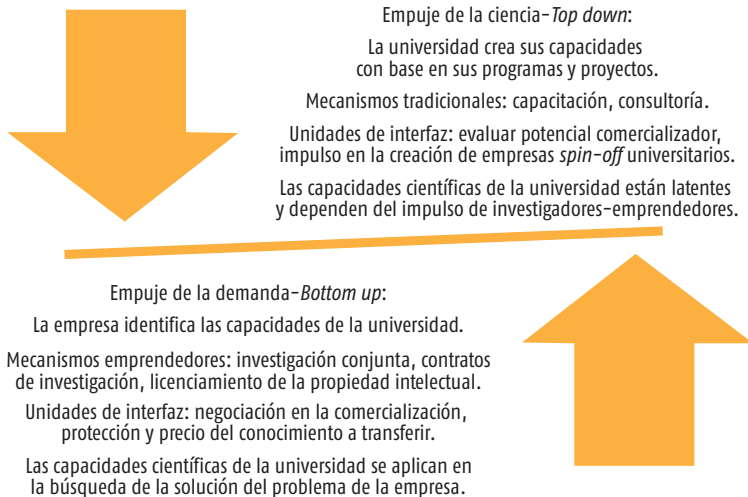 Empuje de la ciencia-Top down:
La universidad crea sus capacidades
con base en sus programas y proyectos.
Mecanismos tradicionales: capacitación, consultoría.
Unidades de interfaz: evaluar potencial comercializador,
impulso en la creación de empresas spin-off universitarios.
Las capacidades científicas de la universidad están latentes
y dependen del impulso de investigadores-emprendedores.
Empuje de la demanda-Bottom up:
La empresa identifica las capacidades de la universidad.
Mecanismos emprendedores: investigación conjunta, contratos
de investigación, licenciamiento de la propiedad intelectual.
Unidades de interfaz: negociación en la comercialización,
protección y precio del conocimiento a transferir.
Las capacidades científicas de la universidad se aplican en
la búsqueda de la solución del problema de la empresa.